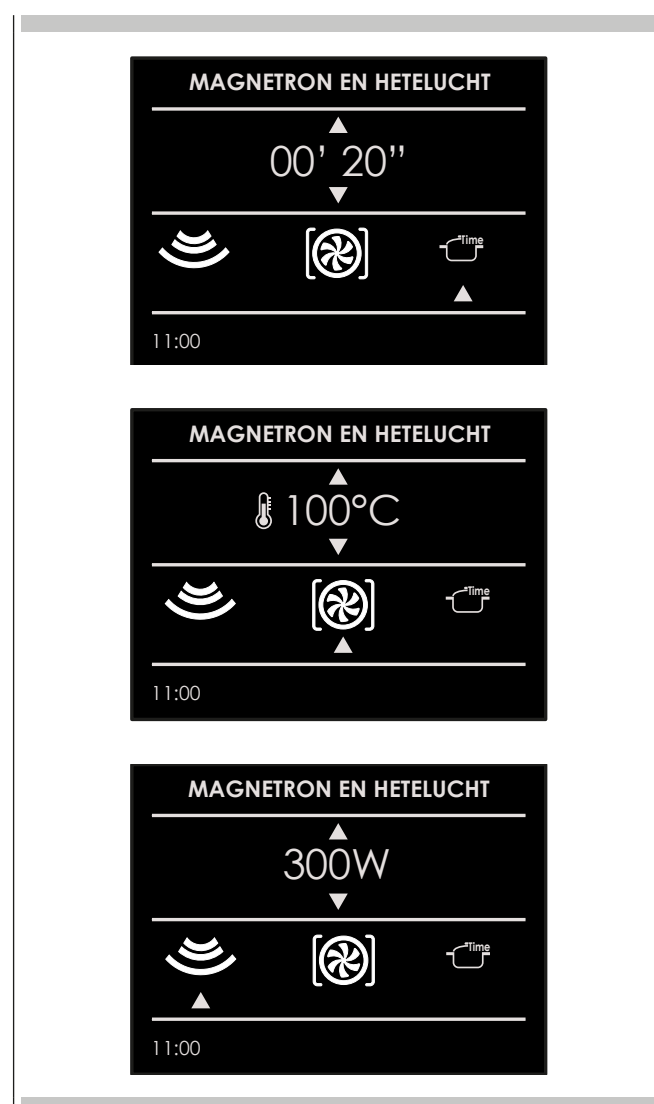 MAGNETRON EN HETELUCHT
00’ 20’’
Time
11:00
MAGNETRON EN HETELUCHT
100°C
Time
11:00
MAGNETRON EN HETELUCHT
300W
Time
11:00